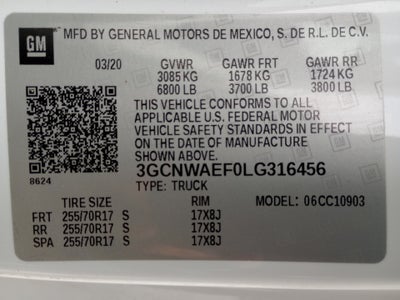 GM
MFD BY GENERAL MOTORS DE MEXICO, S. DE R.L. DE C.V.
03/20 GVWR GAWR FRT GAWR RR
3085 KG 1678 KG 1724 KG
6800 LB 3700 LB 3800 LB
THIS VEHICLE CONFORMS TO ALL
APPLICABLE U.S. FEDERAL MOTOR
VEHICLE SAFETY STANDARDS IN EFFECT
ON THE DATE OF MANUFACTURE
SHOWN ABOVE.
8624 3GCNWAEF0LG316456
TYPE: TRUCK
TIRE SIZE RIM MODEL: 06CC10903
FRT 255/70R17 S 17X8J
RR 255/70R17 S 17X8J
SPA 255/70R17 S 17X8J